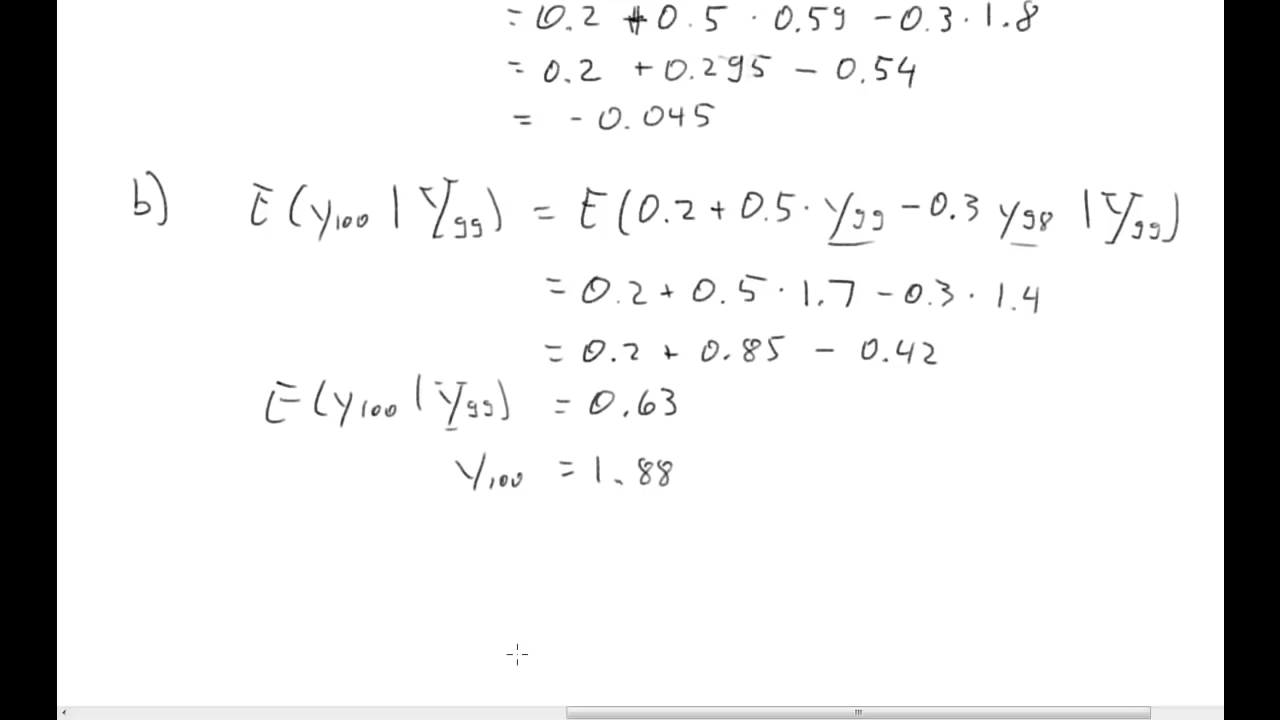 = 0.2 + 0.5 · 0.59 - 0.3 · 1.8
= 0.2 + 0.295 - 0.54
= - 0.045
b) E(y₁₀₀ | Y₉₉) = E(0.2 + 0.5 · y₉₉ - 0.3 y₉₈ | Y₉₉)
= 0.2 + 0.5 · 1.7 - 0.3 · 1.4
= 0.2 + 0.85 - 0.42
E(y₁₀₀ | Y₉₉) = 0.63
y₁₀₀ = 1.88